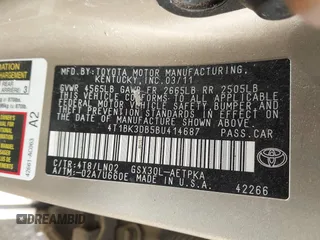 BY: TOYOTA MOTOR MANUFACTURING,
KENTUCKY, INC. 03/11
GVWR 4565LB GAWR FR 2665LB RR 2505LB
THIS VEHICLE CONFORMS TO ALL APPLICABLE
FEDERAL MOTOR VEHICLE SAFETY, BUMPER,
AND THEFT PREVENTION STANDARDS IN EFFECT
ON THE DATE OF MANUFACTURE SHOWN ABOVE.
4T1BK3DB5BU414687 PASS.CAR
C/TR:4T8/LN02 GSX30L-AETPKA
A/TM:-02A/U660E MADE IN U.S.A.
TOYOTA
42266
A2
DREAMBID